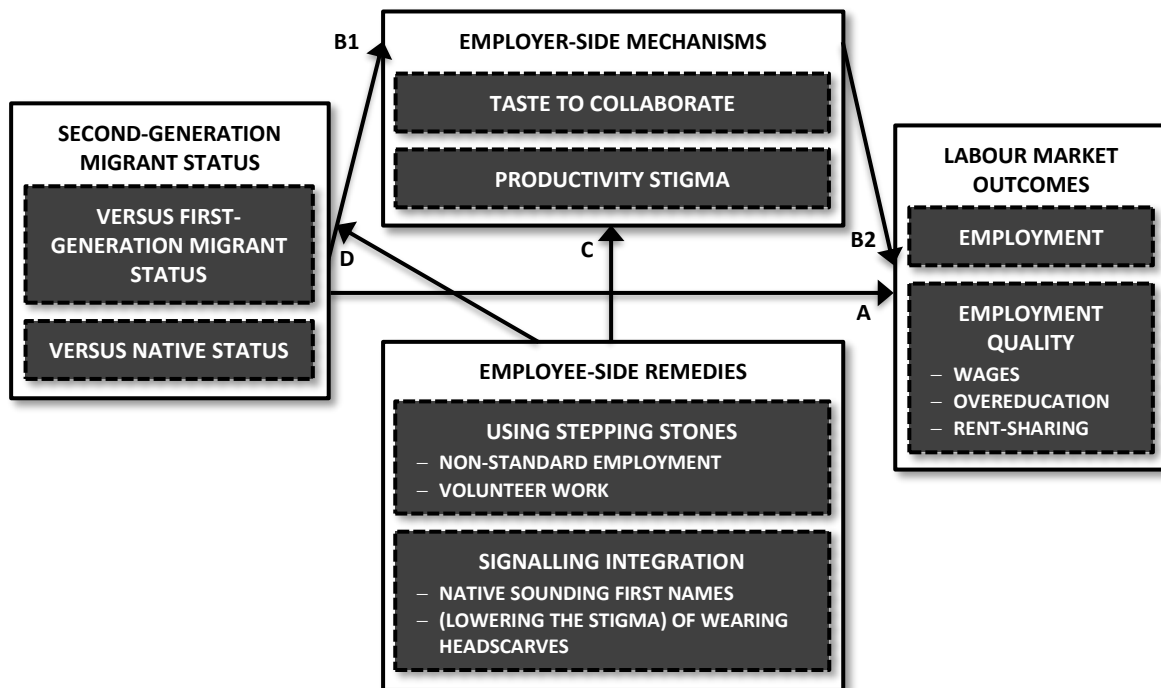 SECOND-GENERATION
MIGRANT STATUS
VERSUS FIRST-
GENERATION MIGRANT
STATUS
VERSUS NATIVE STATUS
B1
EMPLOYER-SIDE MECHANISMS
TASTE TO COLLABORATE
PRODUCTIVITY STIGMA
D
C
B2
A
EMPLOYEE-SIDE REMEDIES
USING STEPPING STONES
– NON-STANDARD EMPLOYMENT
– VOLUNTEER WORK
SIGNALLING INTEGRATION
– NATIVE SOUNDING FIRST NAMES
– (LOWERING THE STIGMA) OF WEARING
HEADSCARVES
LABOUR MARKET
OUTCOMES
EMPLOYMENT
EMPLOYMENT
QUALITY
– WAGES
– OVEREDUCATION
– RENT-SHARING